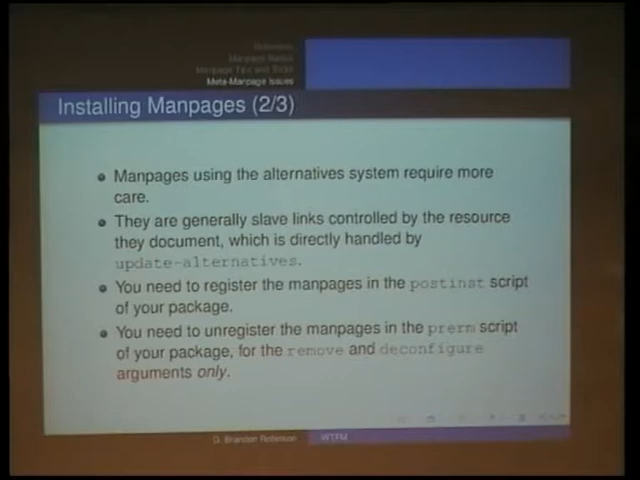 Manpage Tips and Tricks
Meta-Manpage Issues
Installing Manpages (2/3)
Manpages using the alternatives system require more
care.
They are generally slave links controlled by the resource
they document, which is directly handled by
update-alternatives.
You need to register the manpages in the postinst script
of your package.
You need to unregister the manpages in the prerm script
of your package, for the remove and deconfigure
arguments only.
G. Branden Robinson
WTFM